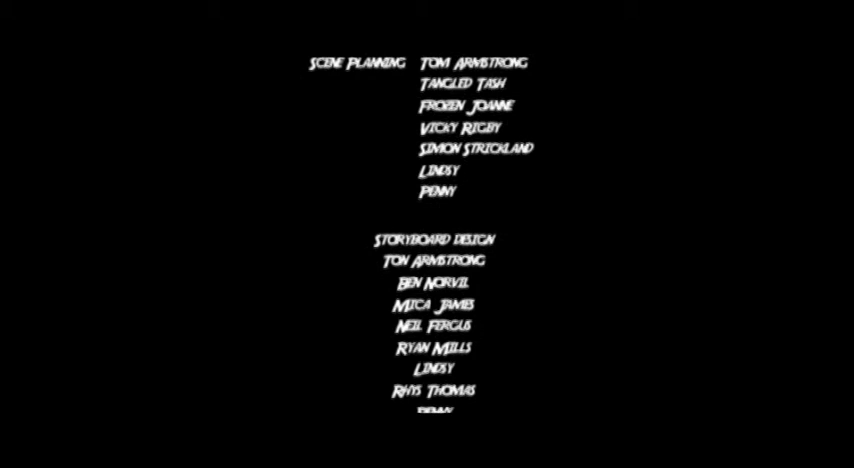 Scene Planning Tom Armstrong
Tangled Tash
Frozen Joanne
Vicky Rigby
Simon Strickland
Lindsy
Penny
Storyboard design
Tom Armstrong
Ben Norvil
Mica James
Neil Fergus
Ryan Mills
Lindsy
Rhys Thomas